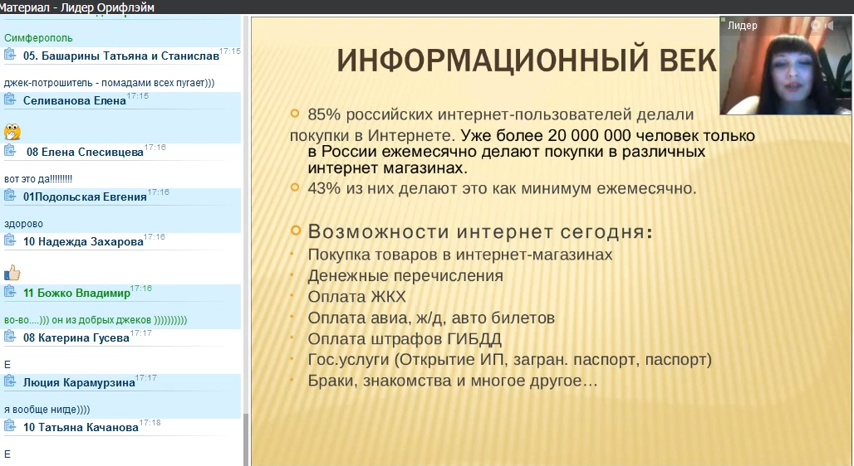 Материал - Лидер Орифлэйм
Симферополь
05. Башарины Татьяна и Станислав 17:15
джек-потрошитель - помадами всех пугает)))
Селиванова Елена 17:15
08 Елена Спесивцева 17:16
вот это да!!!!!!!!!
01Подольская Евгения 17:16
здорово
10 Надежда Захарова 17:16
11 Божко Владимир 17:16
во-во....))) он из добрых джеков ))))))))))
08 Катерина Гусева 17:17
Е
Люция Карамурзина 17:17
я вообще нигде))))
10 Татьяна Качанова 17:18
Е
Лидер
ИНФОРМАЦИОННЫЙ ВЕК
85% российских интернет-пользователей делали
покупки в Интернете. Уже более 20 000 000 человек только
в России ежемесячно делают покупки в различных
интернет магазинах.
43% из них делают это как минимум ежемесячно.
Возможности интернет сегодня:
Покупка товаров в интернет-магазинах
Денежные перечисления
Оплата ЖКХ
Оплата авиа, ж/д, авто билетов
Оплата штрафов ГИБДД
Гос.услуги (Открытие ИП, загран. паспорт, паспорт)
Браки, знакомства и многое другое…